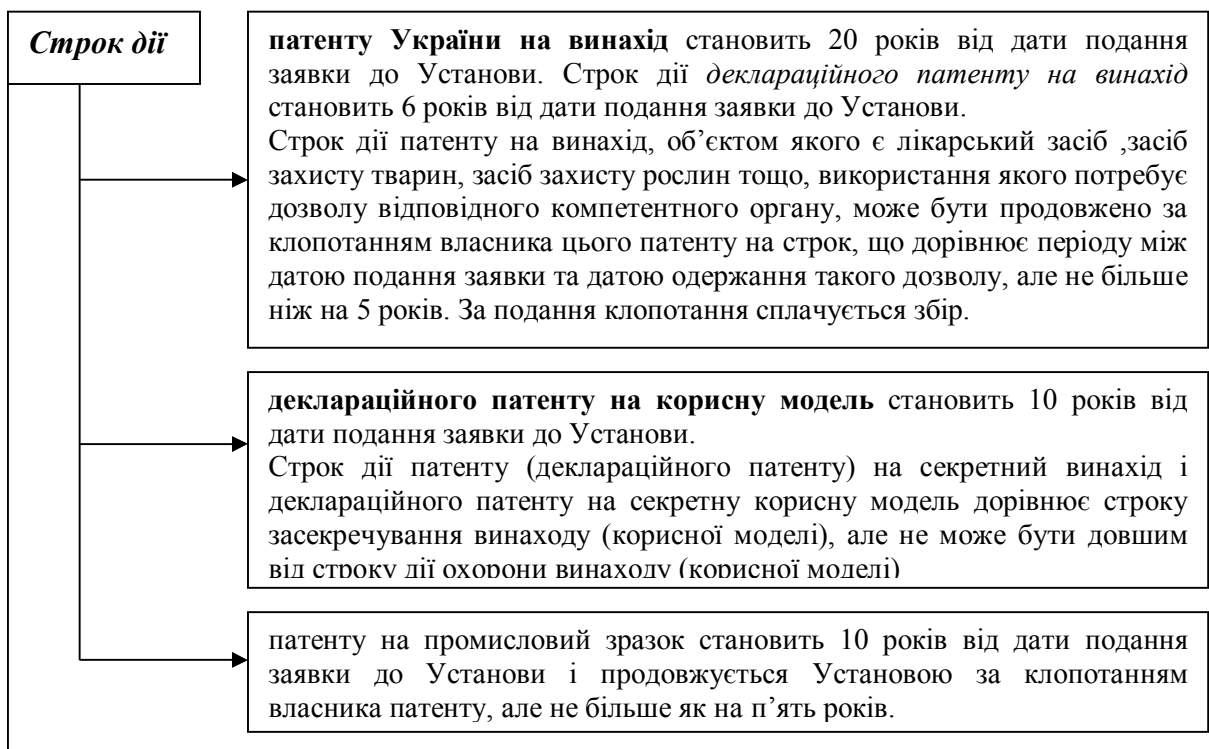 Строк дії
патенту України на винахід становить 20 років від дати подання
заявки до Установи. Строк дії деклараційного патенту на винахід
становить 6 років від дати подання заявки до Установи.
Строк дії патенту на винахід, об’єктом якого є лікарський засіб ,засіб
захисту тварин, засіб захисту рослин тощо, використання якого потребує
дозволу відповідного компетентного органу, може бути продовжено за
клопотанням власника цього патенту на строк, що дорівнює періоду між
датою подання заявки та датою одержання такого дозволу, але не більше
ніж на 5 років. За подання клопотання сплачується збір.
деклараційного патенту на корисну модель становить 10 років від
дати подання заявки до Установи.
Строк дії патенту (деклараційного патенту) на секретний винахід і
деклараційного патенту на секретну корисну модель дорівнює строку
засекречування винаходу (корисної моделі), але не може бути довшим
від строку дії охорони винаходу (корисної моделі)
патенту на промисловий зразок становить 10 років від дати подання
заявки до Установи і продовжується Установою за клопотанням
власника патенту, але не більше як на п’ять років.